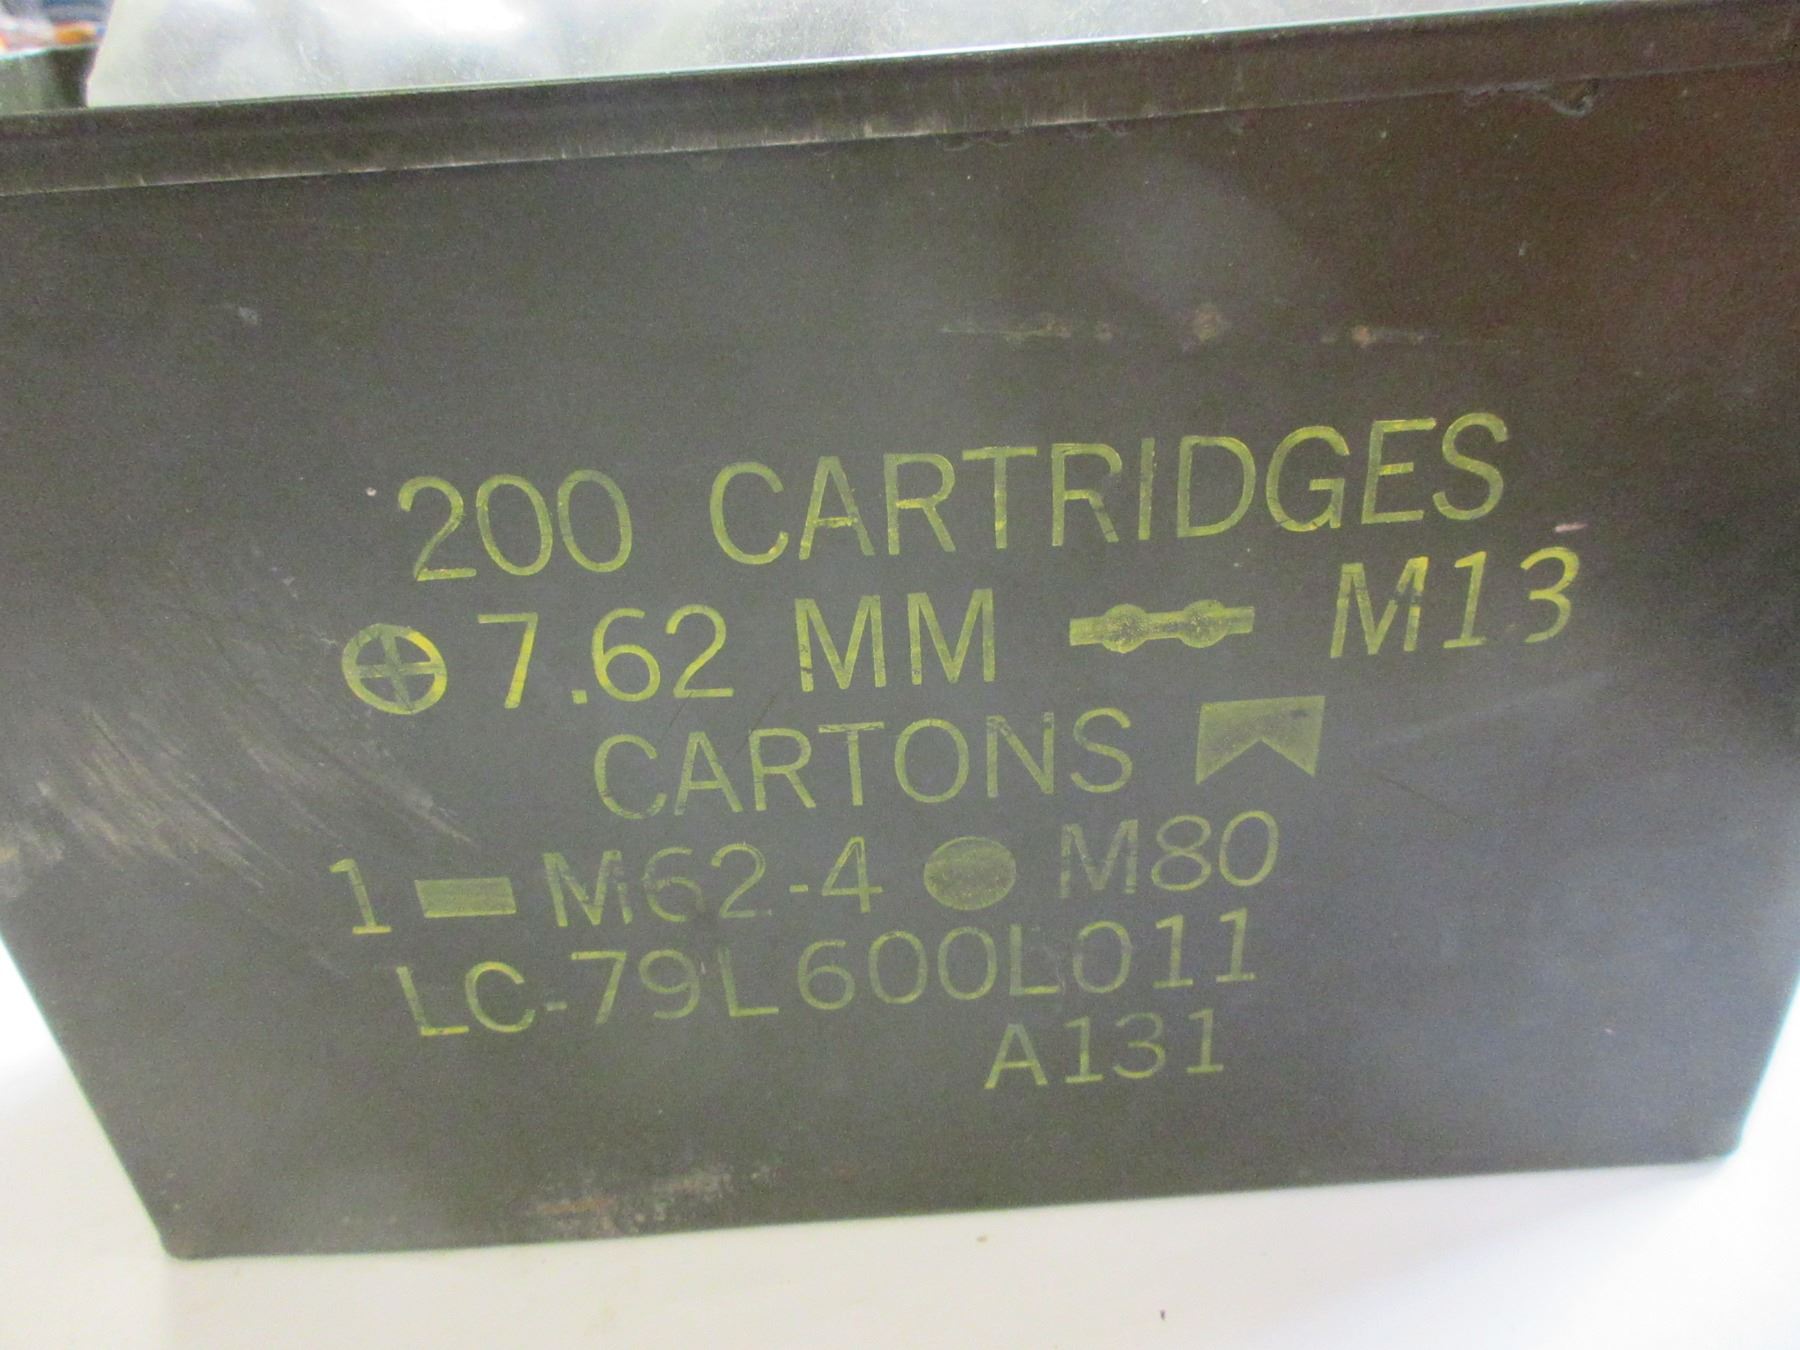 200 CARTRIDGES
7.62 MM M13
CARTONS
1 M62-4 M80
LC-79L600L011
A131